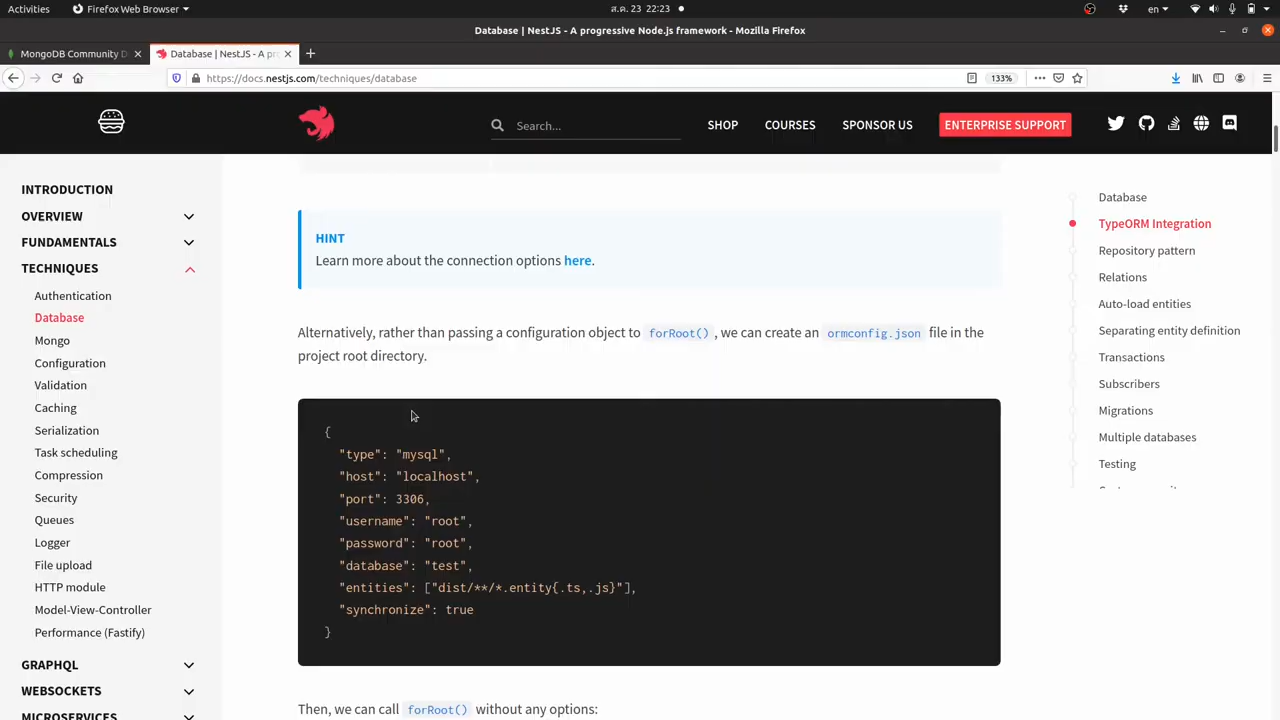 Activities
Firefox Web Browser
ส.ค. 23 22:23
en
Database | NestJS - A progressive Node.js framework - Mozilla Firefox
MongoDB Community D
Database | NestJS - A pr
https://docs.nestjs.com/techniques/database
133%
Search...
SHOP
COURSES
SPONSOR US
ENTERPRISE SUPPORT
INTRODUCTION
OVERVIEW
FUNDAMENTALS
TECHNIQUES
Authentication
Database
Mongo
Configuration
Validation
Caching
Serialization
Task scheduling
Compression
Security
Queues
Logger
File upload
HTTP module
Model-View-Controller
Performance (Fastify)
GRAPHQL
WEBSOCKETS
MICROSERVICES
HINT
Learn more about the connection options here.
Alternatively, rather than passing a configuration object to forRoot() , we can create an ormconfig.json file in the
project root directory.
{
"type": "mysql",
"host": "localhost",
"port": 3306,
"username": "root",
"password": "root",
"database": "test",
"entities": ["dist/**/*.entity{.ts,.js}"],
"synchronize": true
}
Then, we can call forRoot() without any options:
Database
TypeORM Integration
Repository pattern
Relations
Auto-load entities
Separating entity definition
Transactions
Subscribers
Migrations
Multiple databases
Testing